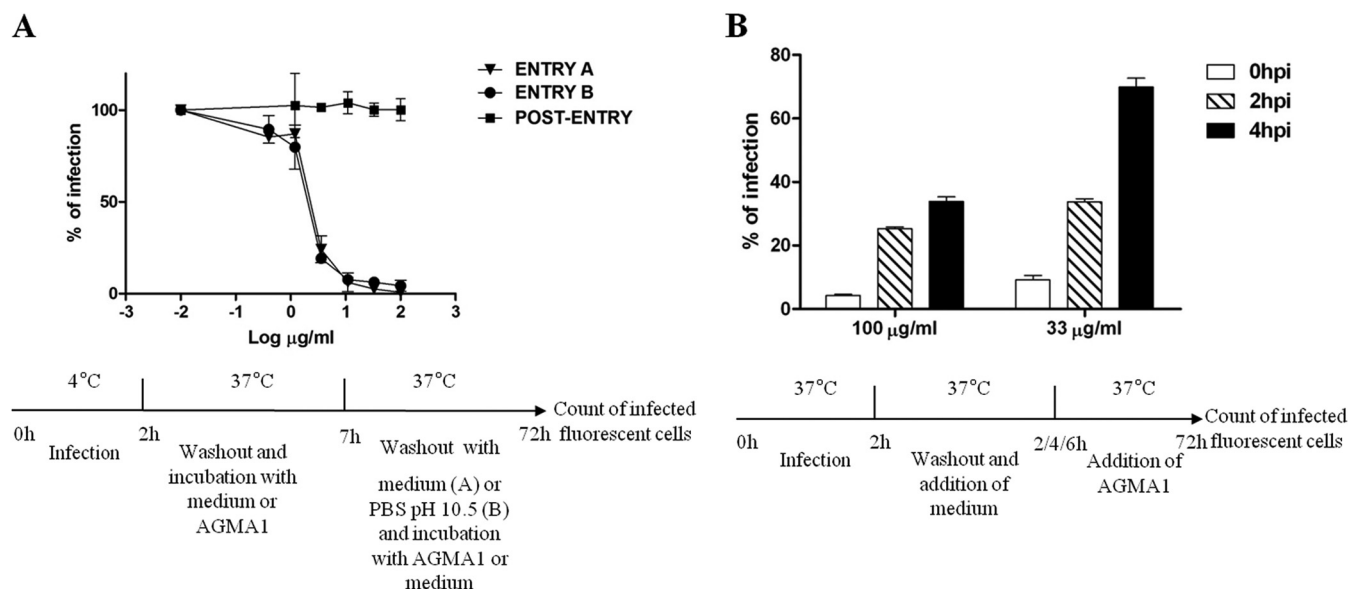 A
ENTRY A
ENTRY B
POST-ENTRY
% of infection
100
50
0
-3 -2 -1 0 1 2 3
Log µg/ml
4°C 37°C 37°C
0h 2h 7h 72h
Infection
Washout and
incubation with
medium or
AGMA1
Washout with
medium (A) or
PBS pH 10.5 (B)
and incubation
with AGMA1 or
medium
Count of infected
fluorescent cells
B
0hpi
2hpi
4hpi
% of infection
80
60
40
20
0
100 µg/ml 33 µg/ml
37°C 37°C 37°C
0h 2h 2/4/6h 72h
Infection
Washout and
addition of
medium
Addition of
AGMA1
Count of infected
fluorescent cells